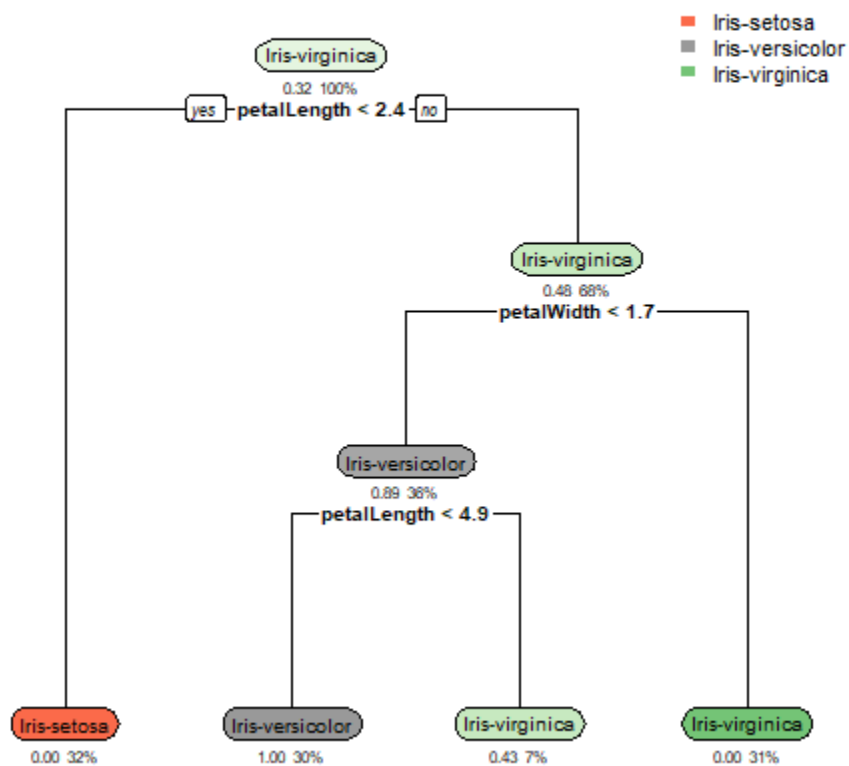 Iris-setosa
Iris-versicolor
Iris-virginica
Iris-virginica
0.32 100%
yes petalLength < 2.4 no
Iris-virginica
0.48 68%
petalWidth < 1.7
Iris-versicolor
0.89 36%
petalLength < 4.9
Iris-setosa Iris-versicolor Iris-virginica Iris-virginica
0.00 32% 1.00 30% 0.43 7% 0.00 31%